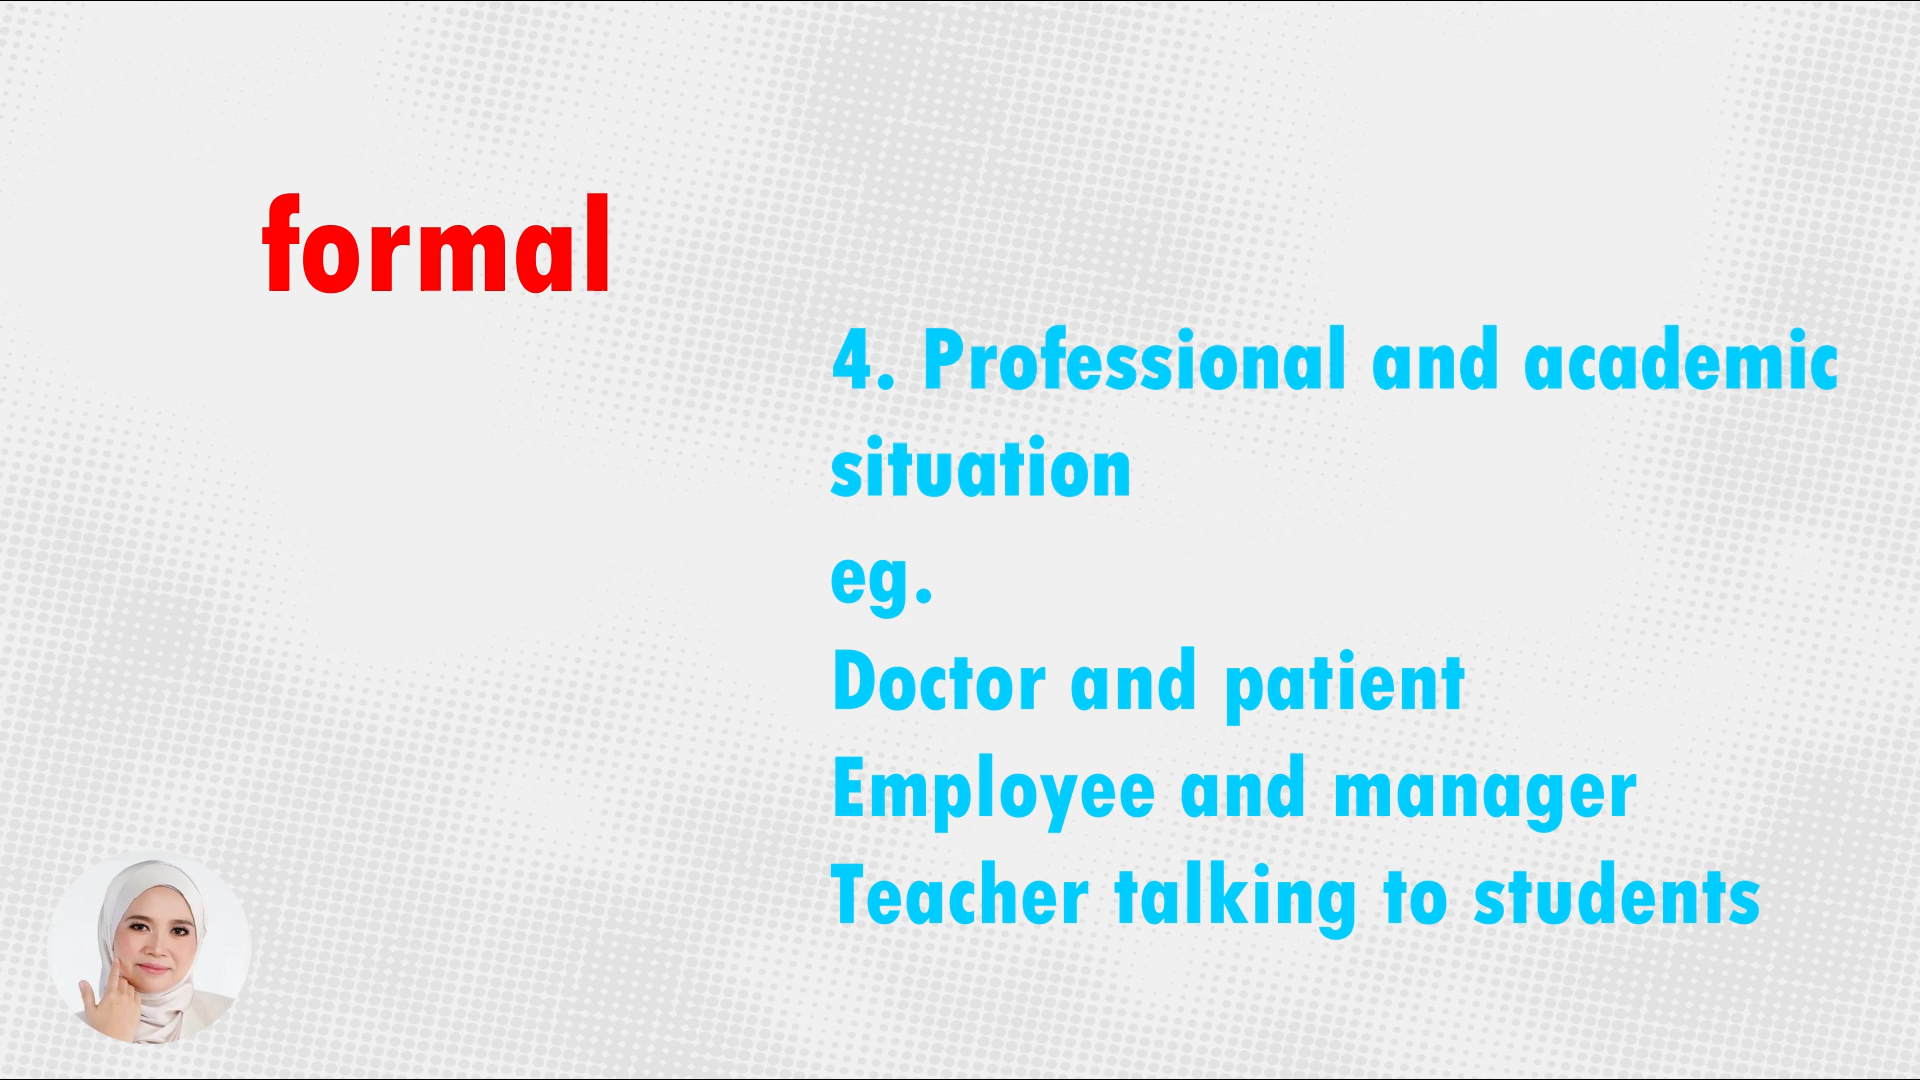 formal
4. Professional and academic
situation
eg.
Doctor and patient
Employee and manager
Teacher talking to students